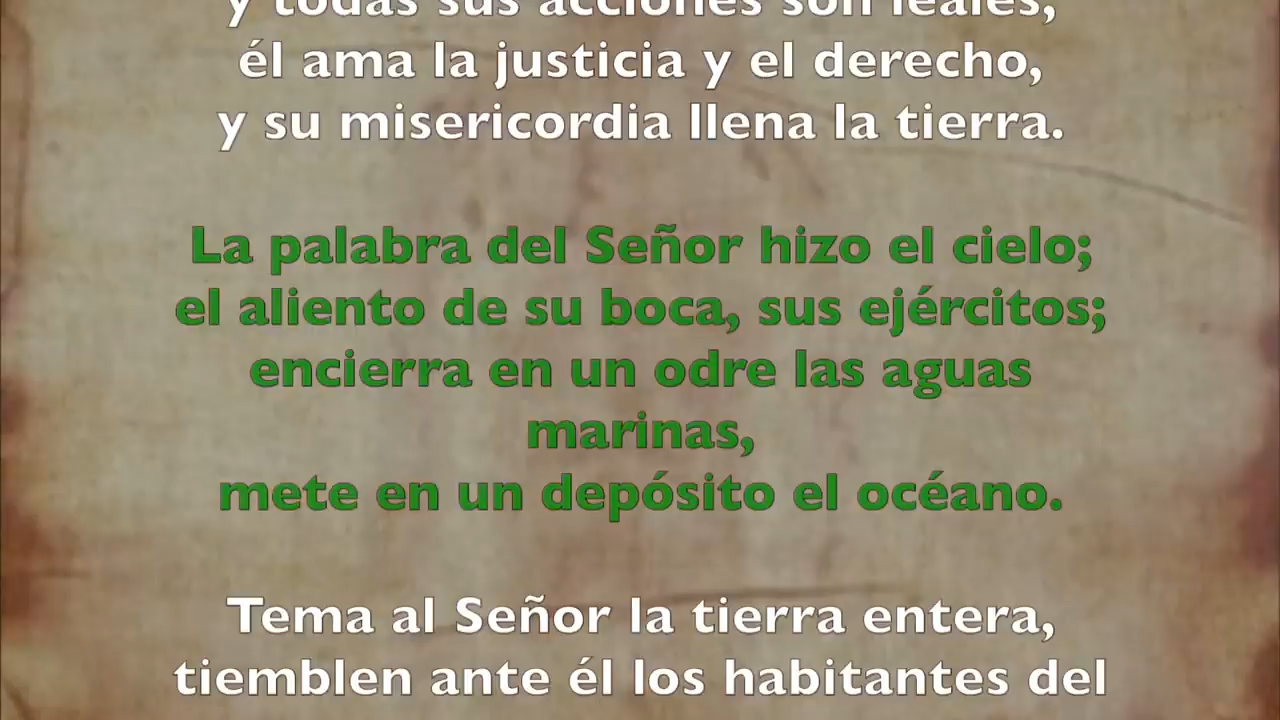 y todas sus acciones son leales,
él ama la justicia y el derecho,
y su misericordia llena la tierra.
La palabra del Señor hizo el cielo;
el aliento de su boca, sus ejércitos;
encierra en un odre las aguas
marinas,
mete en un depósito el océano.
Tema al Señor la tierra entera,
tiemblen ante él los habitantes del